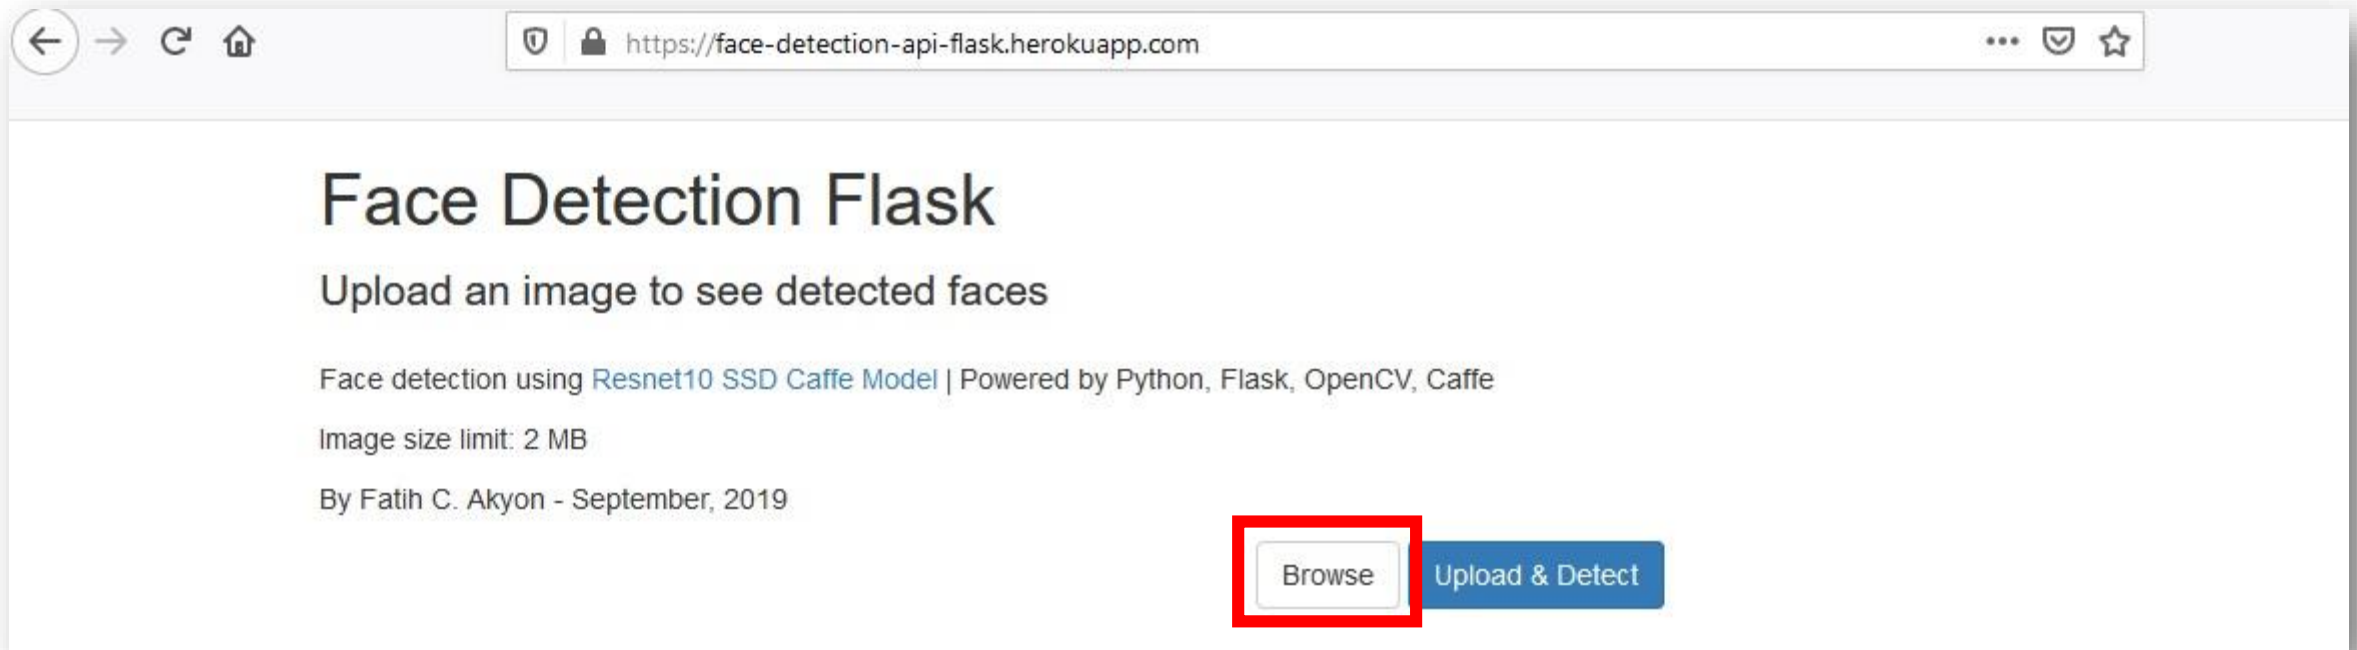 https://face-detection-api-flask.herokuapp.com
Face Detection Flask
Upload an image to see detected faces
Face detection using Resnet10 SSD Caffe Model | Powered by Python, Flask, OpenCV, Caffe
Image size limit: 2 MB
By Fatih C. Akyon - September, 2019
Browse Upload & Detect